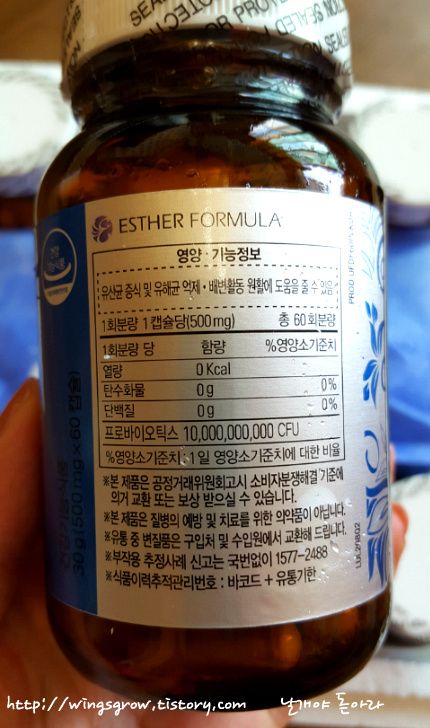 ESTHER FORMULA
영양 · 기능정보
유산균 증식 및 유해균 억제 · 배변활동 원활에 도움을 줄 수 있음
1회분량 1캡슐당(500mg) 총 60회분량
1회분량 당 함량 %영양소기준치
열량 0 Kcal
탄수화물 0 g 0%
단백질 0 g 0%
프로바이오틱스 10,000,000,000 CFU
%영양소기준치 : 1일 영양소기준치에 대한 비율
※본 제품은 공정거래위원회고시 소비자분쟁해결 기준에
의거 교환 또는 보상 받으실 수 있습니다.
※본 제품은 질병의 예방 및 치료를 위한 의약품이 아닙니다.
※유통 중 변질품은 구입처 및 수입원에서 교환해 드립니다.
※부작용 추정사례 신고는 국번없이 1577-2488
※식품이력추적관리번호 : 바코드 + 유통기한
건강기능식품
30 g (500 mg × 60 캡슐)
http://wingsgrow.tistory.com 날개야 돋아라